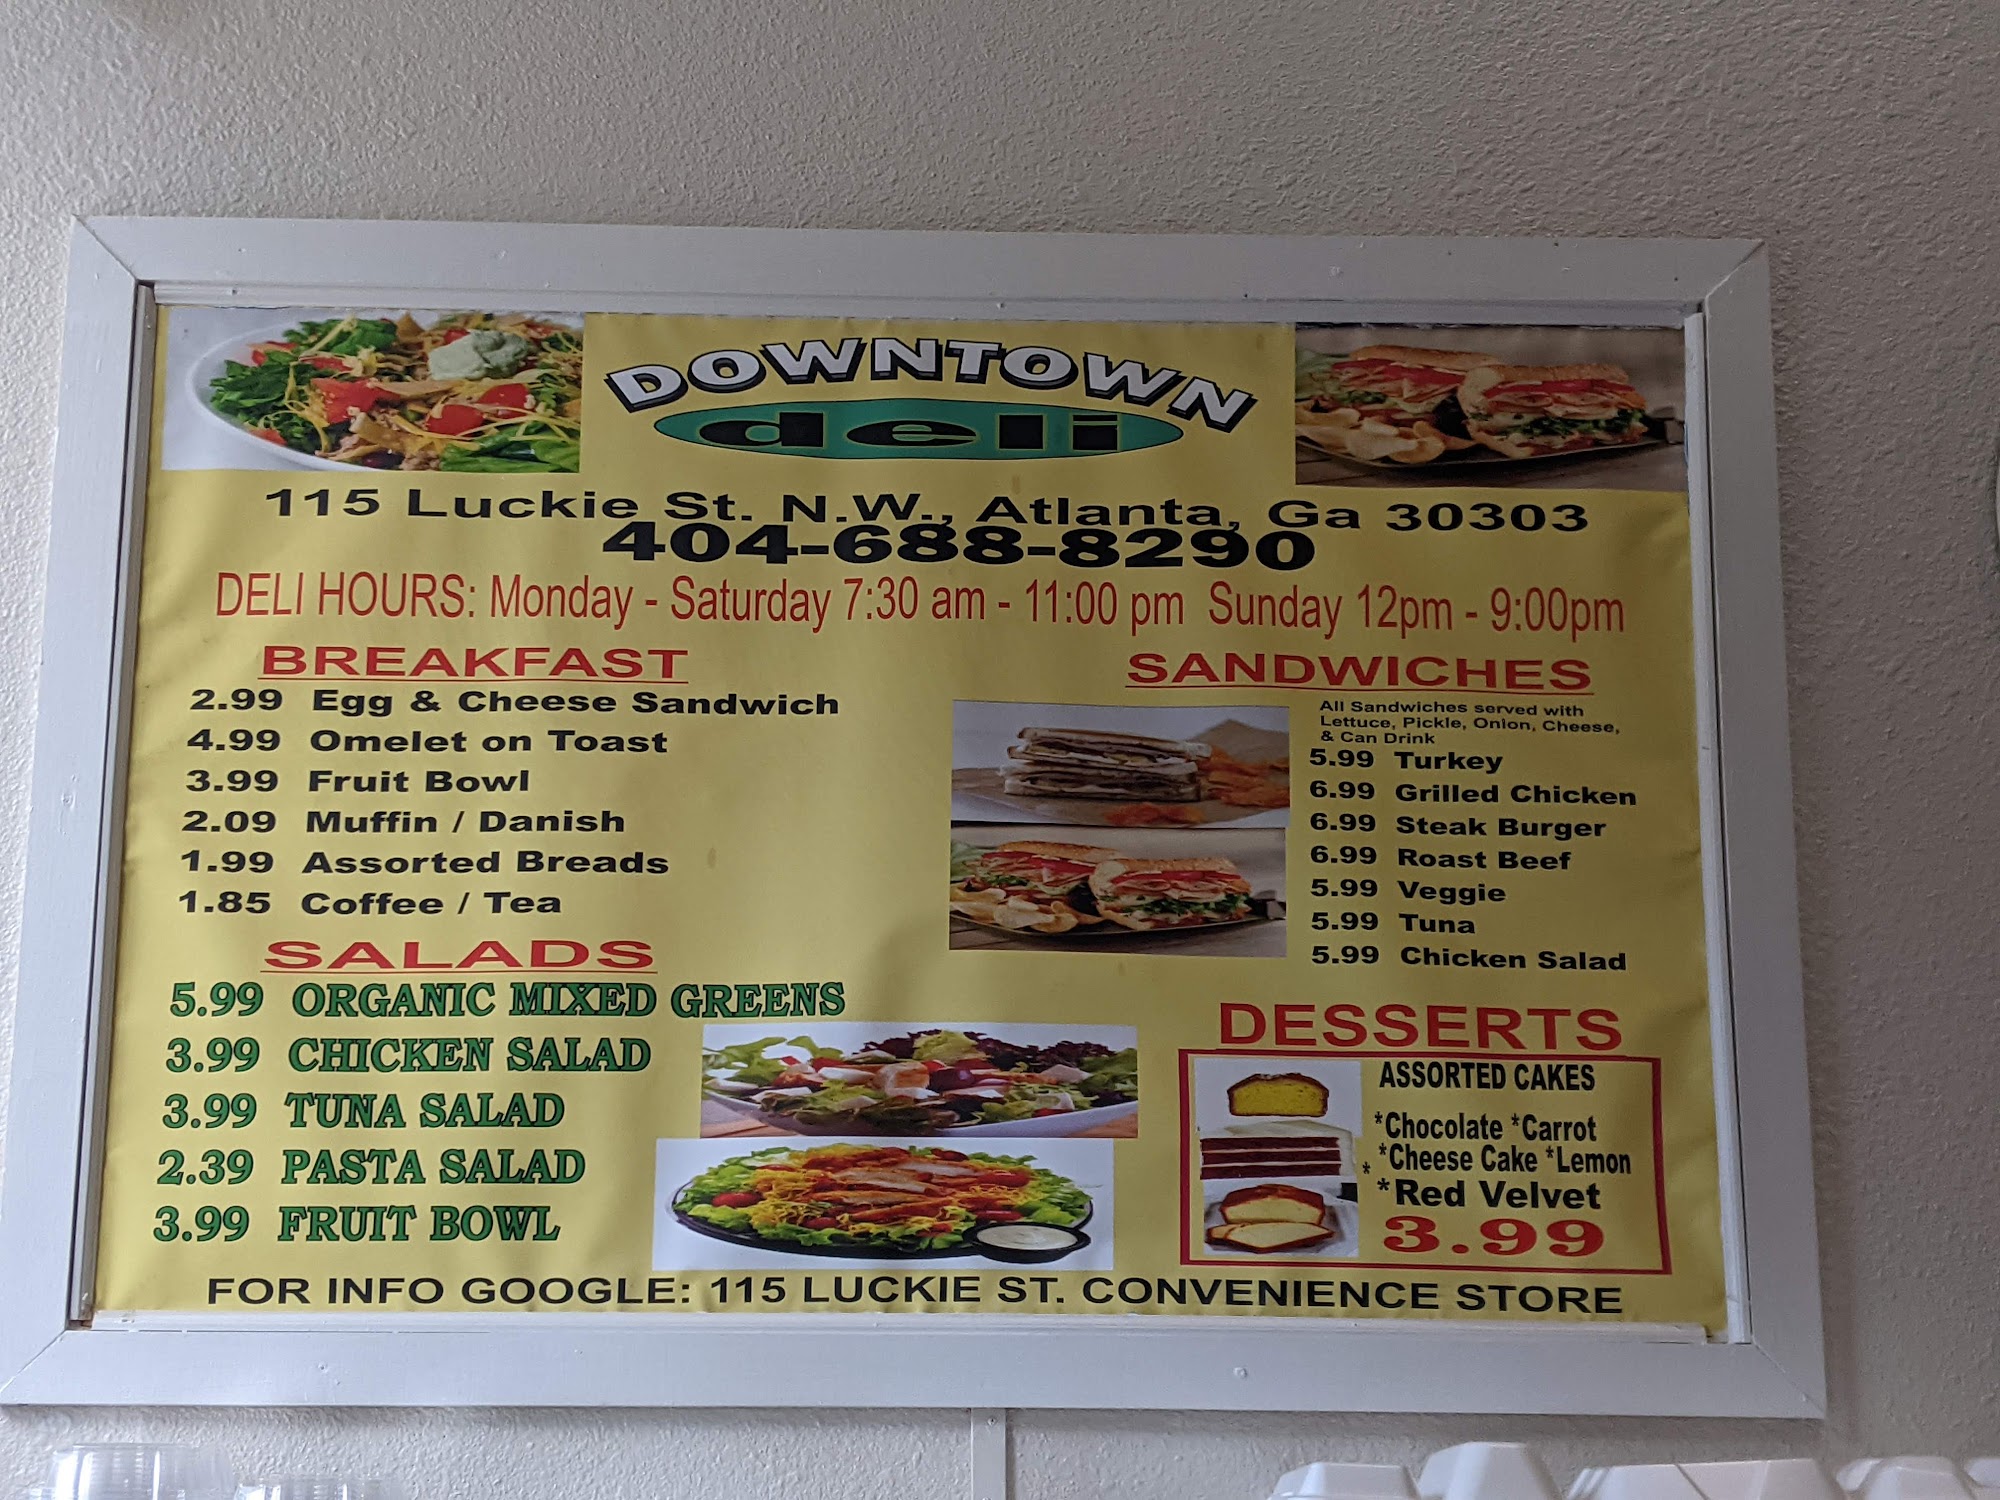 DOWNTOWN
deli
115 Luckie St. N.W., Atlanta, Ga 30303
404-688-8290
DELI HOURS: Monday - Saturday 7:30 am - 11:00 pm Sunday 12pm - 9:00pm
BREAKFAST
2.99 Egg & Cheese Sandwich
4.99 Omelet on Toast
3.99 Fruit Bowl
2.09 Muffin / Danish
1.99 Assorted Breads
1.85 Coffee / Tea
SALADS
5.99 ORGANIC MIXED GREENS
3.99 CHICKEN SALAD
3.99 TUNA SALAD
2.39 PASTA SALAD
3.99 FRUIT BOWL
SANDWICHES
All Sandwiches served with
Lettuce, Pickle, Onion, Cheese,
& Can Drink
5.99 Turkey
6.99 Grilled Chicken
6.99 Steak Burger
6.99 Roast Beef
5.99 Veggie
5.99 Tuna
5.99 Chicken Salad
DESSERTS
ASSORTED CAKES
*Chocolate *Carrot
* *Cheese Cake *Lemon
*Red Velvet
3.99
FOR INFO GOOGLE: 115 LUCKIE ST. CONVENIENCE STORE